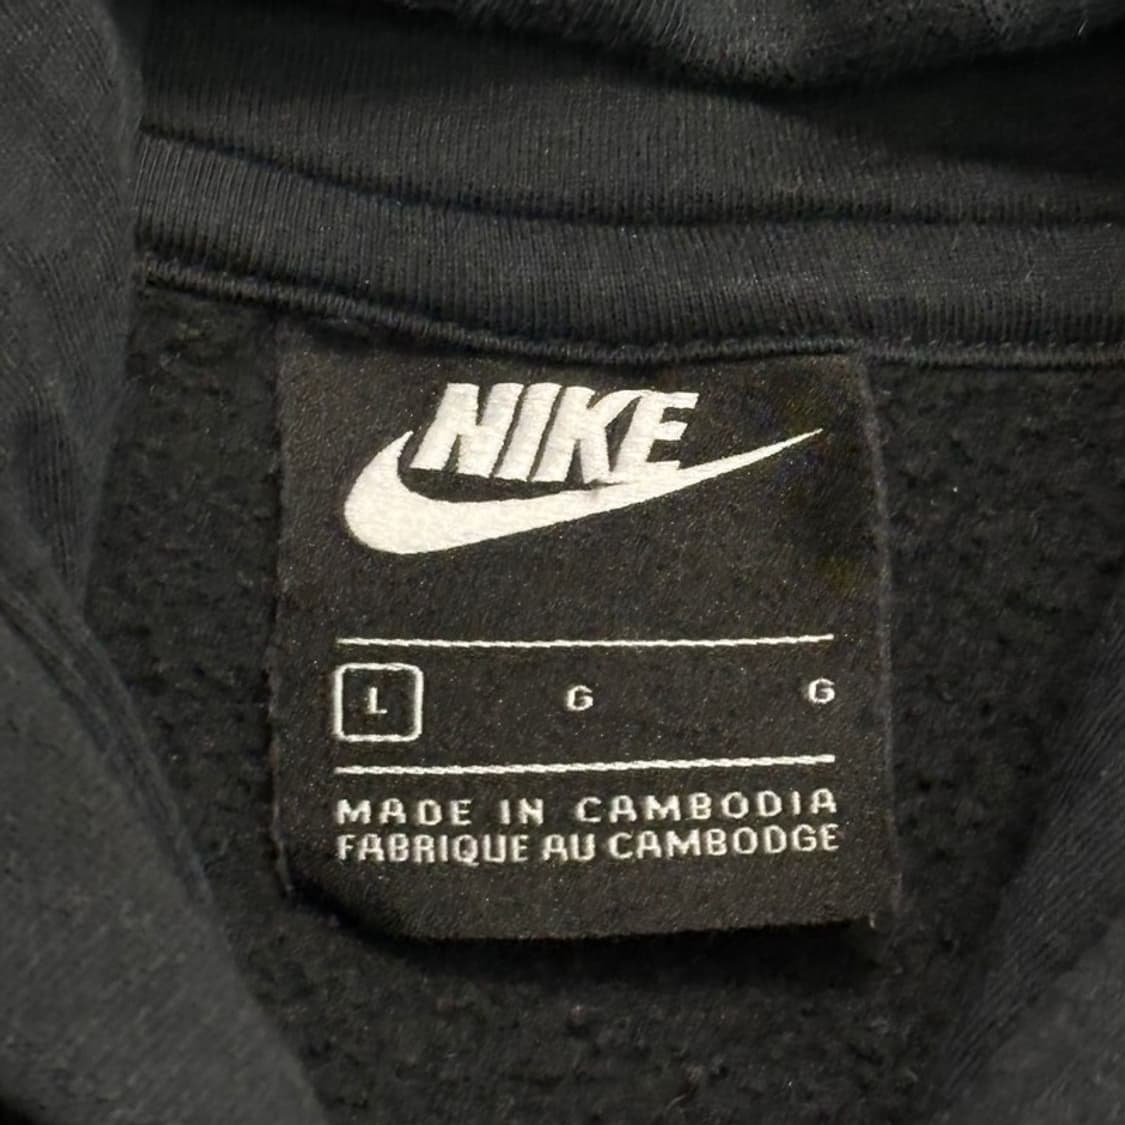 NIKE
L G G
MADE IN CAMBODIA
FABRIQUE AU CAMBODGE